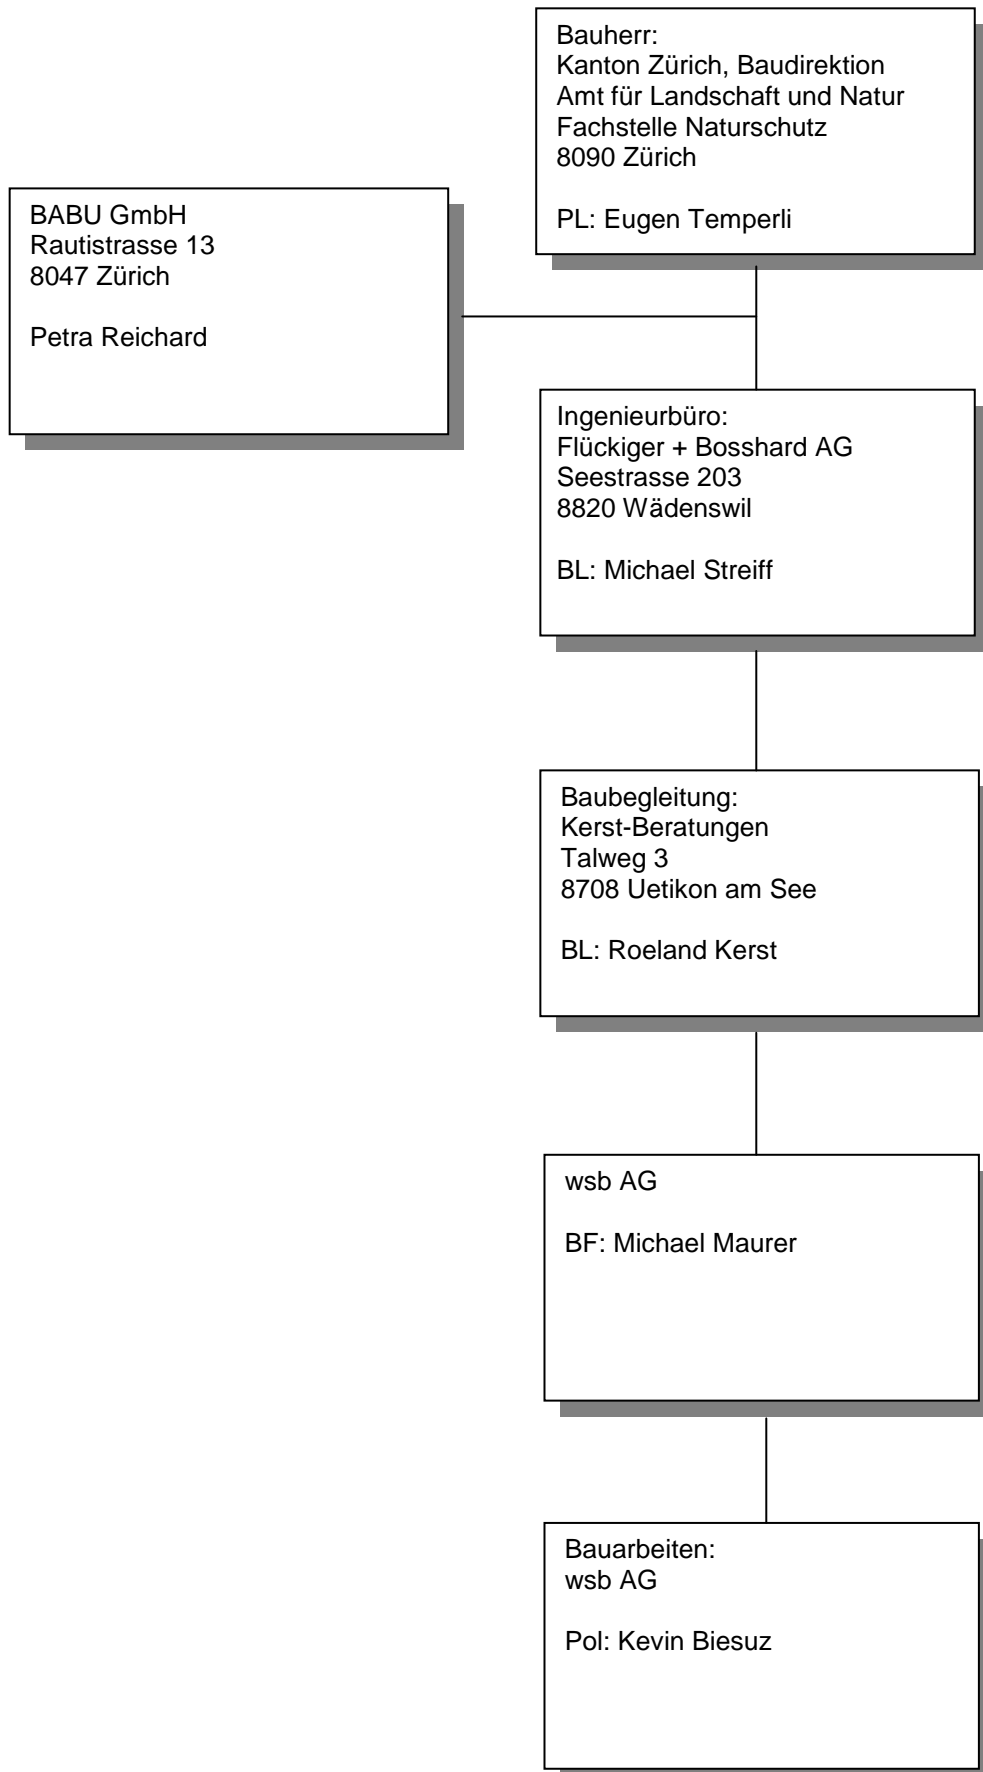 Bauherr:
Kanton Zürich, Baudirektion
Amt für Landschaft und Natur
Fachstelle Naturschutz
8090 Zürich
PL: Eugen Temperli
BABU GmbH
Rautistrasse 13
8047 Zürich
Petra Reichard
Ingenieurbüro:
Flückiger + Bosshard AG
Seestrasse 203
8820 Wädenswil
BL: Michael Streiff
Baubegleitung:
Kerst-Beratungen
Talweg 3
8708 Uetikon am See
BL: Roeland Kerst
wsb AG
BF: Michael Maurer
Bauarbeiten:
wsb AG
Pol: Kevin Biesuz